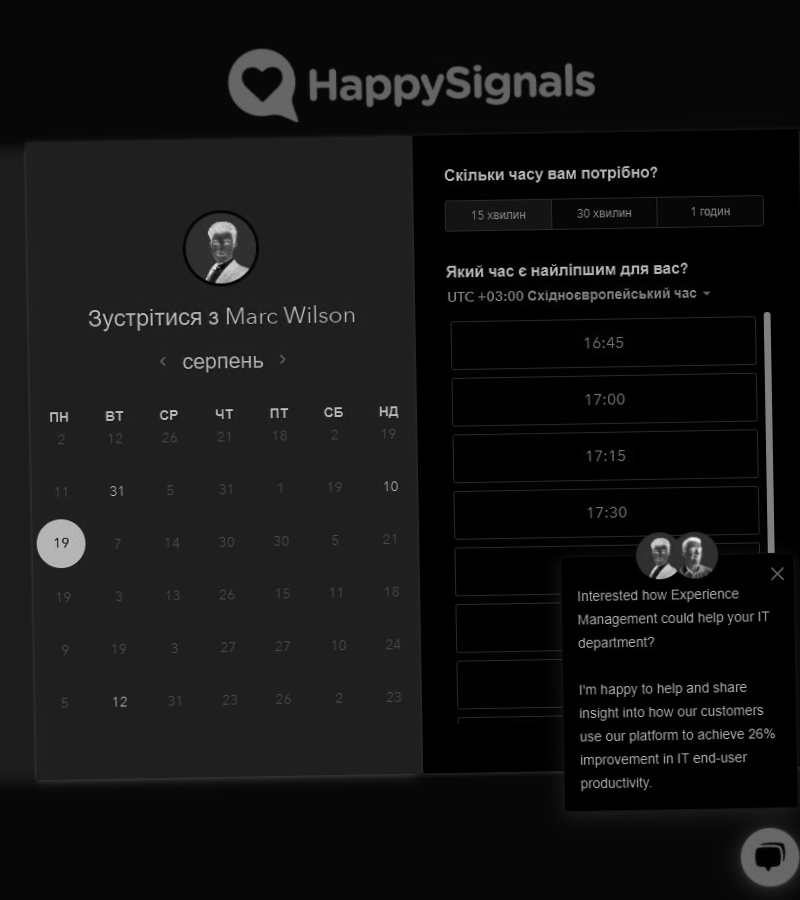 HappySignals
Зустрітися з Marc Wilson
серпень
ПН ВТ СР ЧТ ПТ СБ НД
2 12 26 21 18 2 19
11 31 5 31 1 19 10
19 7 14 30 30 5 21
19 3 13 26 15 11 18
9 19 3 27 27 10 24
5 12 31 23 26 2 23
Скільки часу вам потрібно?
15 хвилин 30 хвилин 1 годин
Який час є найліпшим для вас?
UTC +03:00 Східноєвропейський час
16:45
17:00
17:15
17:30
Interested how Experience
Management could help your IT
department?
I'm happy to help and share
insight into how our customers
use our platform to achieve 26%
improvement in IT end-user
productivity.